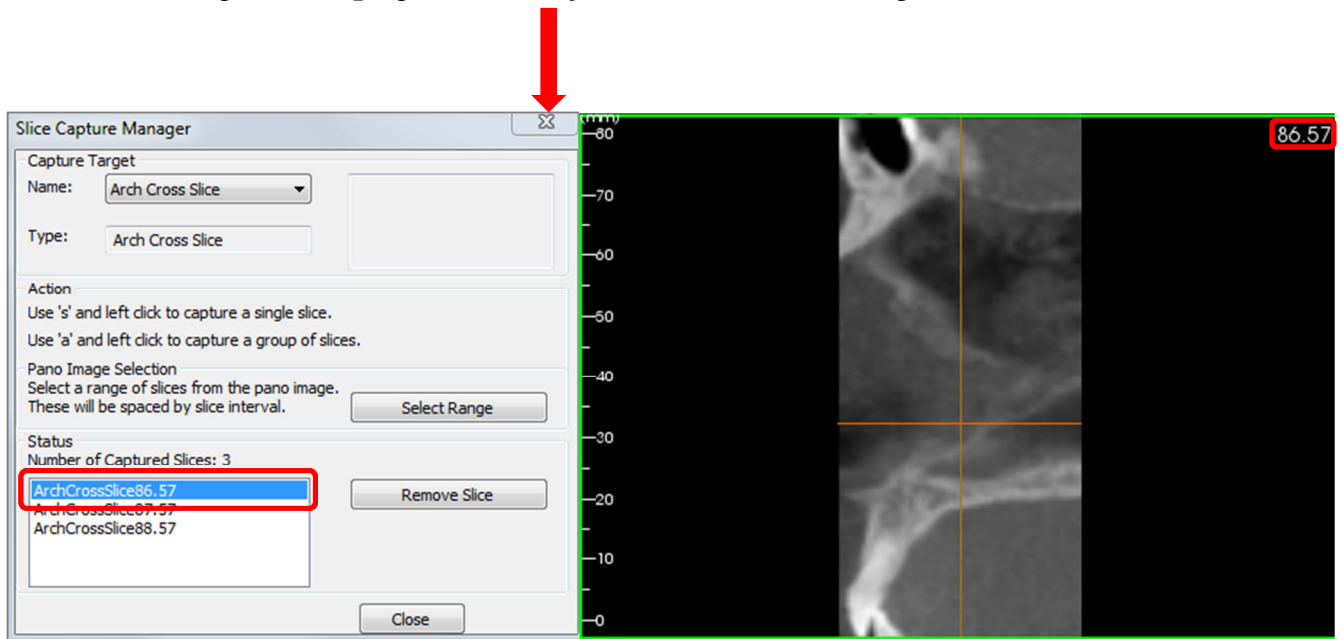 Slice Capture Manager
Capture Target
Name: Arch Cross Slice
Type: Arch Cross Slice
Action
Use 's' and left click to capture a single slice.
Use 'a' and left click to capture a group of slices.
Pano Image Selection
Select a range of slices from the pano image.
These will be spaced by slice interval.
Select Range
Status
Number of Captured Slices: 3
ArchCrossSlice86.57
ArchCrossSlice87.57
ArchCrossSlice88.57
Remove Slice
Close
(mm)
80
70
60
50
40
30
20
10
0
86.57